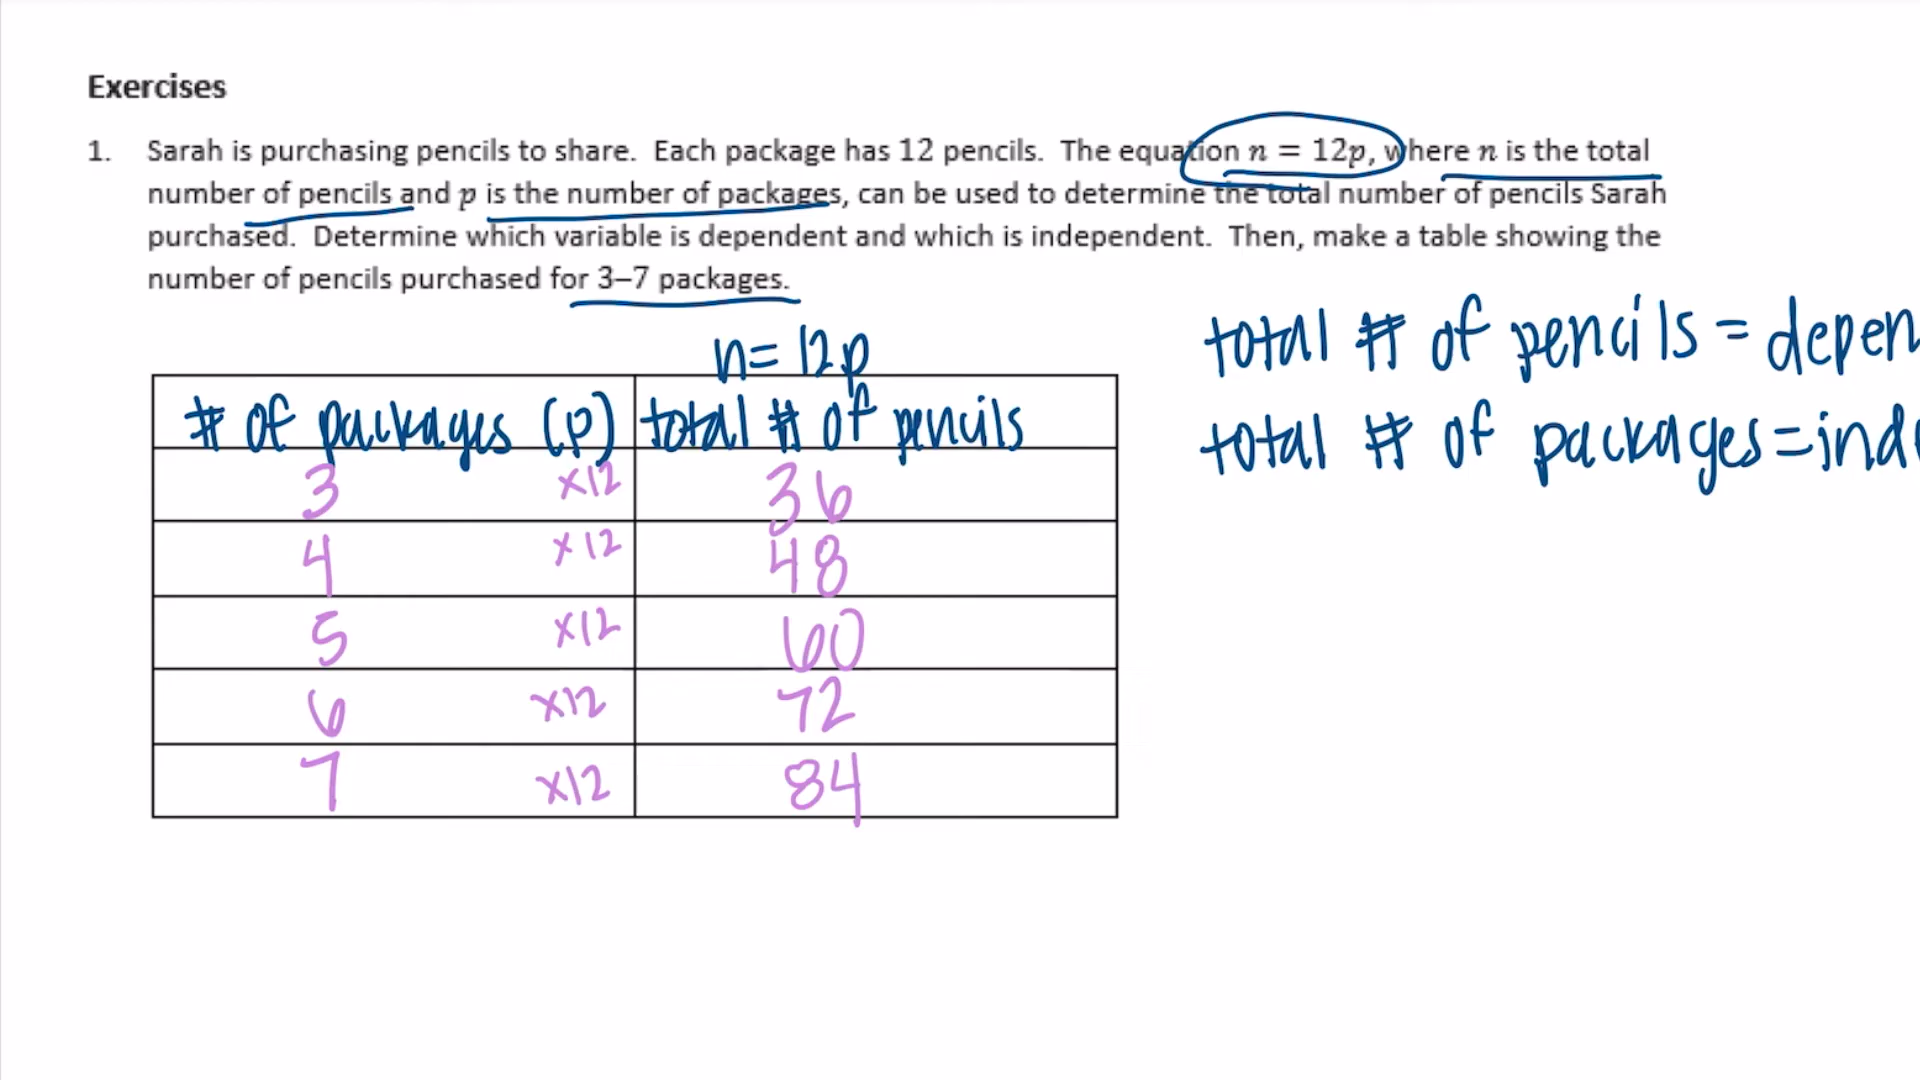 Exercises
1. Sarah is purchasing pencils to share. Each package has 12 pencils. The equation n = 12p, where n is the total
number of pencils and p is the number of packages, can be used to determine the total number of pencils Sarah
purchased. Determine which variable is dependent and which is independent. Then, make a table showing the
number of pencils purchased for 3–7 packages.
total # of pencils = depen
total # of packages = inde
n = 12p
# of packages (p) total # of pencils
3 x12 36
4 x12 48
5 x12 60
6 x12 72
7 x12 84